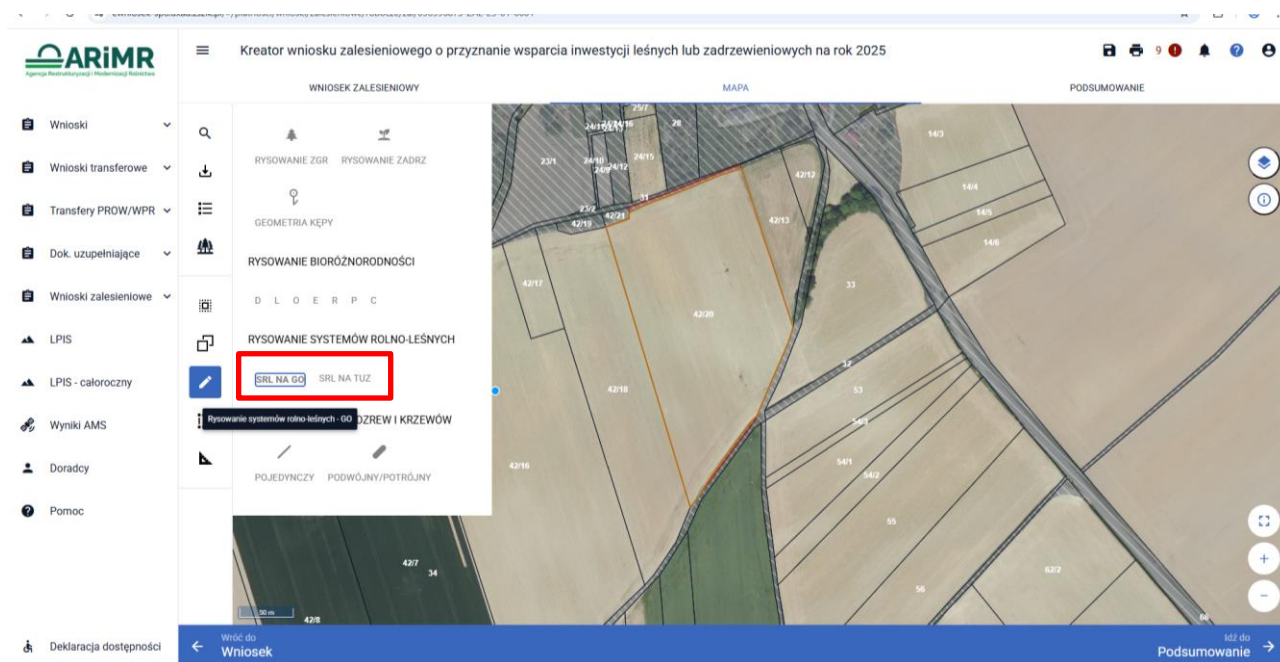 ARiMR
Agencja Restrukturyzacji i Modernizacji Rolnictwa
Kreator wniosku zalesieniowego o przyznanie wsparcia inwestycji leśnych lub zadrzewieniowych na rok 2025
9
WNIOSEK ZALESIENIOWY
MAPA
PODSUMOWANIE
Wnioski
Wnioski transferowe
Transfery PROW/WPR
Dok. uzupełniające
Wnioski zalesieniowe
LPIS
LPIS - całoroczny
Wyniki AMS
Doradcy
Pomoc
Deklaracja dostępności
RYSOWANIE ZGR RYSOWANIE ZADRZ
GEOMETRIA KĘPY
RYSOWANIE BIORÓŻNORODNOŚCI
D L O E R P C
RYSOWANIE SYSTEMÓW ROLNO-LEŚNYCH
SRL NA GO SRL NA TUZ
Rysowanie systemów rolno-leśnych - GO
DZREW I KRZEWÓW
POJEDYNCZY PODWÓJNY/POTRÓJNY
25/7
28
23/1
24/10
24/12
24/15
31
23/2
42/21
42/19
42/12
42/13
42/17
42/20
42/18
42/16
42/7
34
42/8
14/3
14/4
14/5
14/6
33
32
53
54/3
54/1
54/2
55
56
62/2
66
50 m
Wróć do
Wniosek
Idź do
Podsumowanie